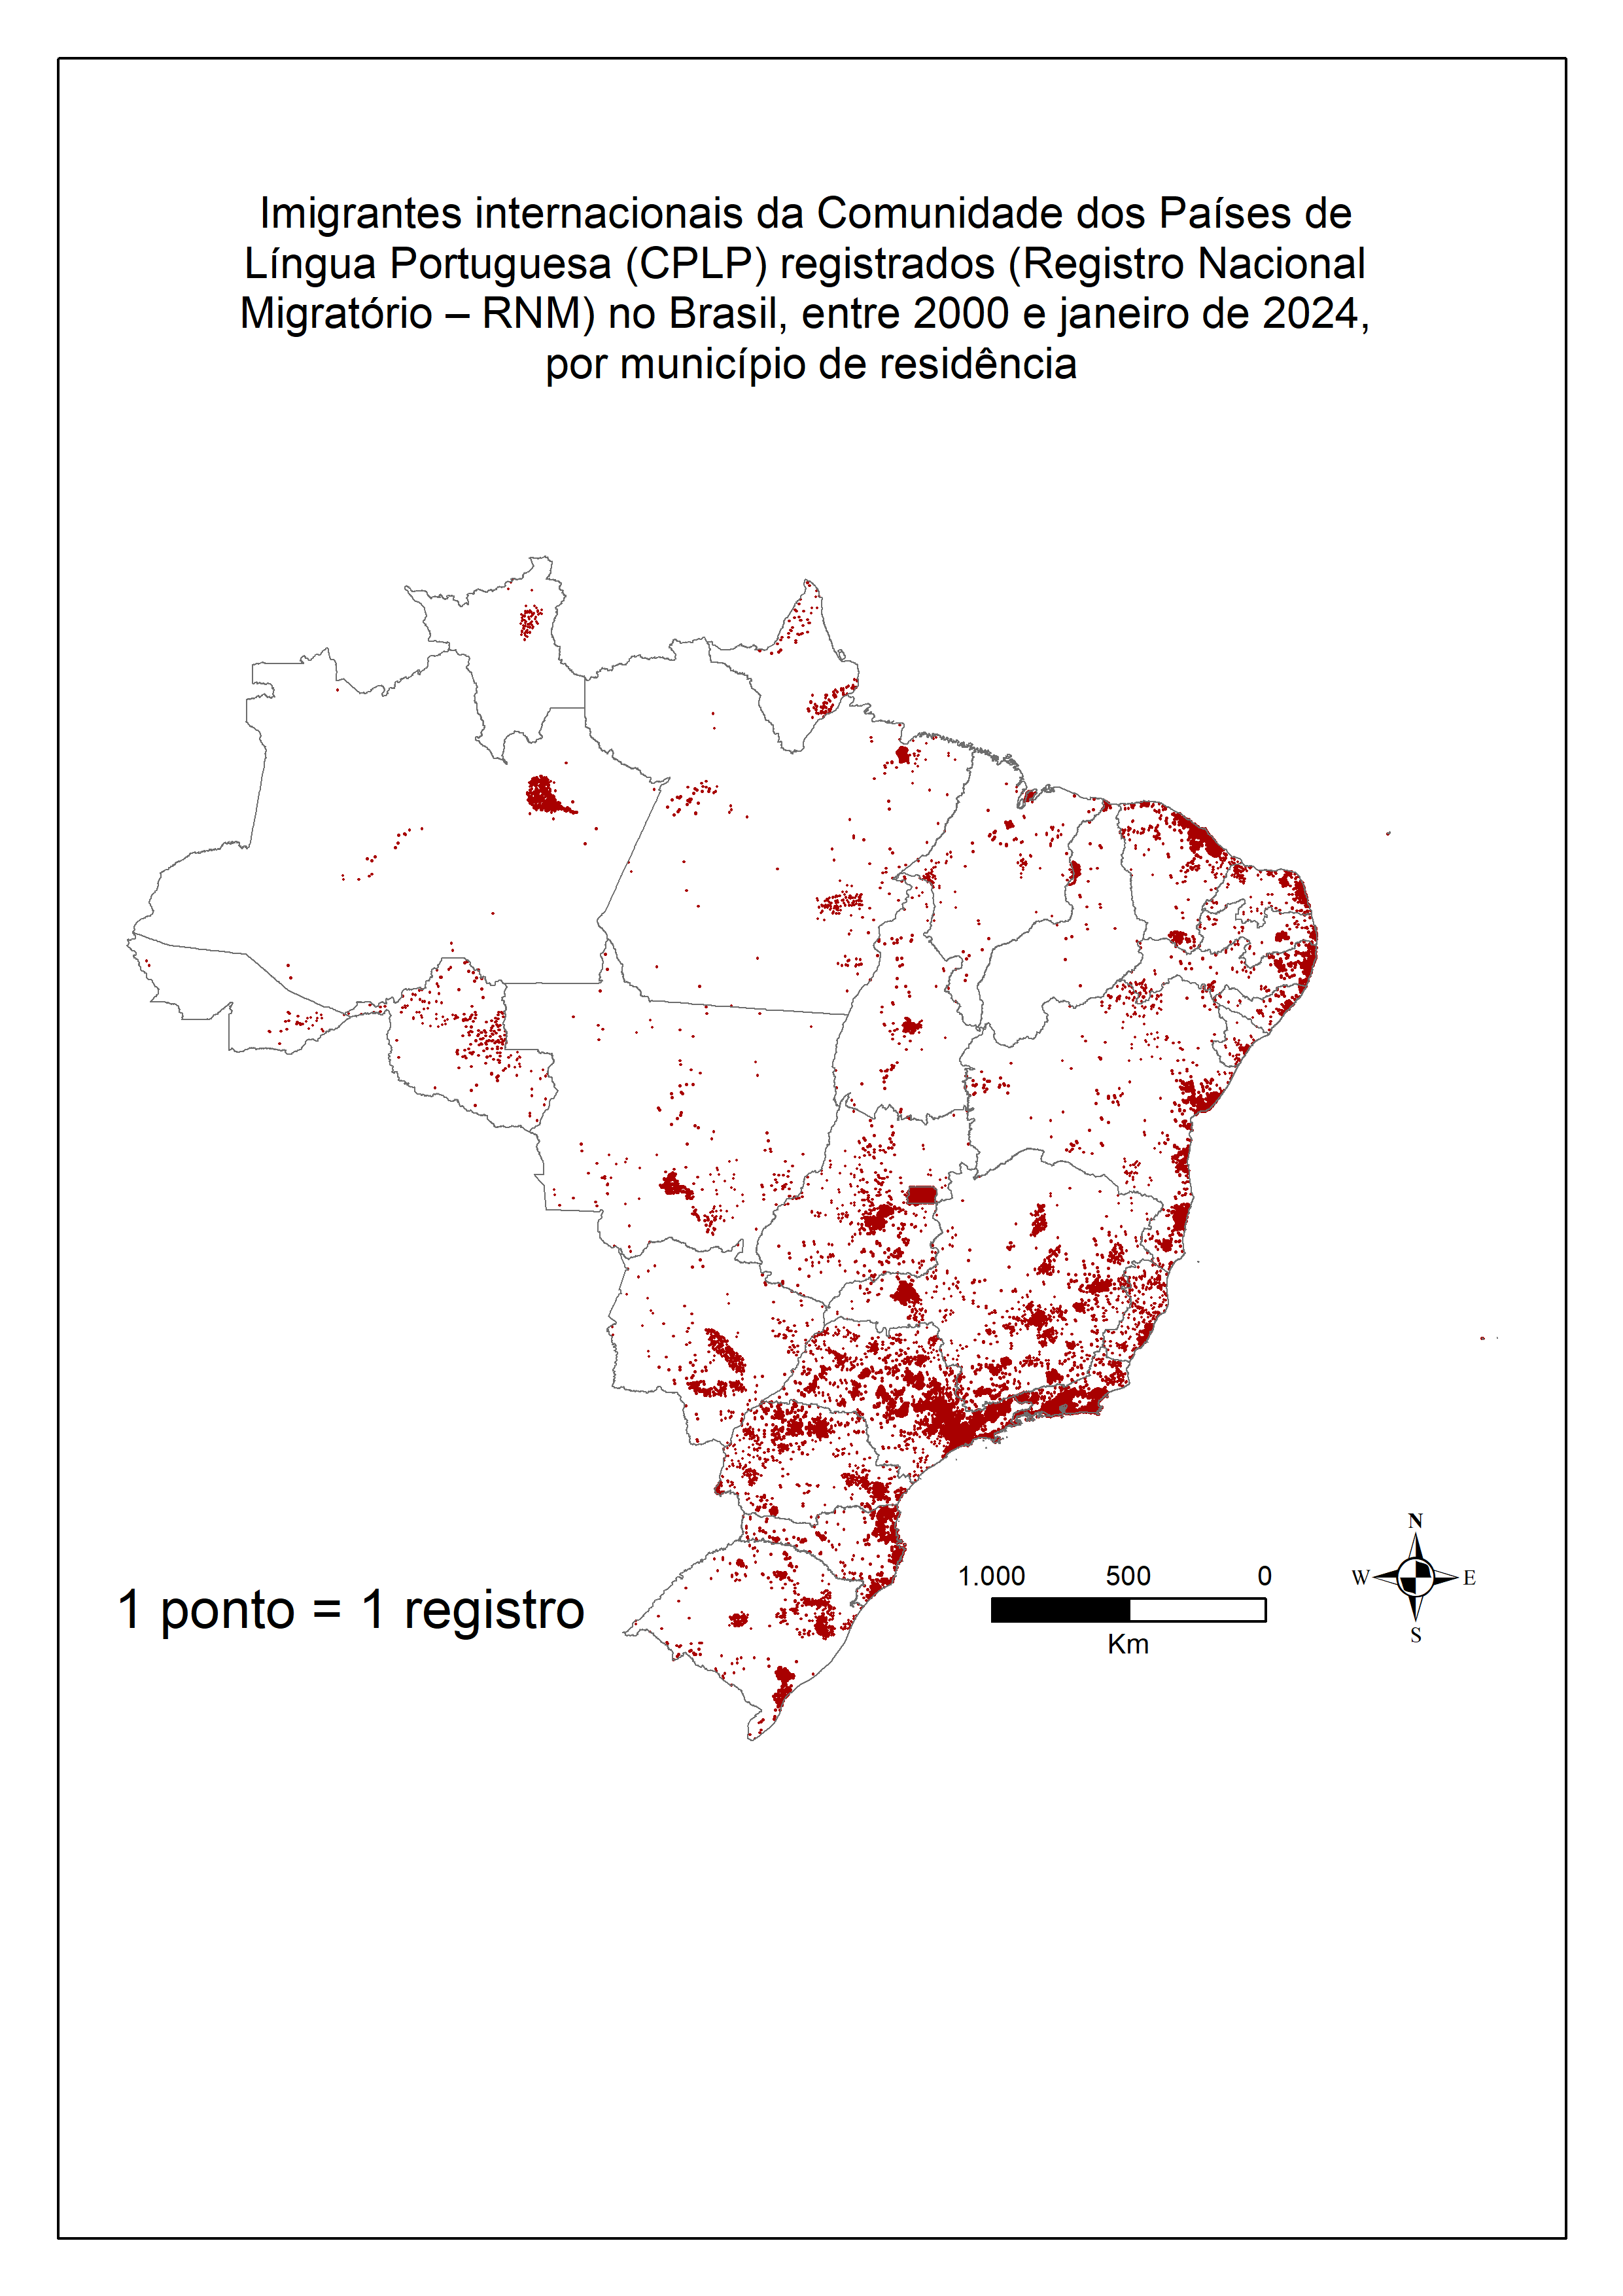 Imigrantes internacionais da Comunidade dos Países de
Língua Portuguesa (CPLP) registrados (Registro Nacional
Migratório – RNM) no Brasil, entre 2000 e janeiro de 2024,
por município de residência
N
W E
S
1.000 500 0
Km
1 ponto = 1 registro